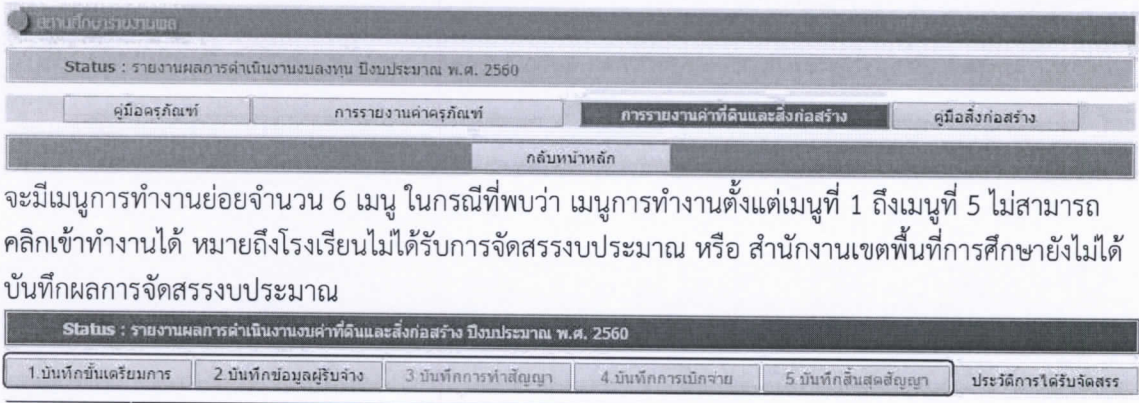 สถานศึกษารายงานผล
Status : รายงานผลการดำเนินงานงบลงทุน ปีงบประมาณ พ.ศ. 2560
คู่มือครุภัณฑ์ การรายงานค่าครุภัณฑ์ การรายงานค่าที่ดินและสิ่งก่อสร้าง คู่มือสิ่งก่อสร้าง
กลับหน้าหลัก
จะมีเมนูการทำงานย่อยจำนวน 6 เมนู ในกรณีที่พบว่า เมนูการทำงานตั้งแต่เมนูที่ 1 ถึงเมนูที่ 5 ไม่สามารถ
คลิกเข้าทำงานได้ หมายถึงโรงเรียนไม่ได้รับการจัดสรรงบประมาณ หรือ สำนักงานเขตพื้นที่การศึกษายังไม่ได้
บันทึกผลการจัดสรรงบประมาณ
Status : รายงานผลการดำเนินงานงบค่าที่ดินและสิ่งก่อสร้าง ปีงบประมาณ พ.ศ. 2560
1.บันทึกขั้นเตรียมการ 2.บันทึกข้อมูลผู้รับจ้าง 3.บันทึกการทำสัญญา 4.บันทึกการเบิกจ่าย 5.บันทึกสิ้นสุดสัญญา ประวัติการได้รับจัดสรร